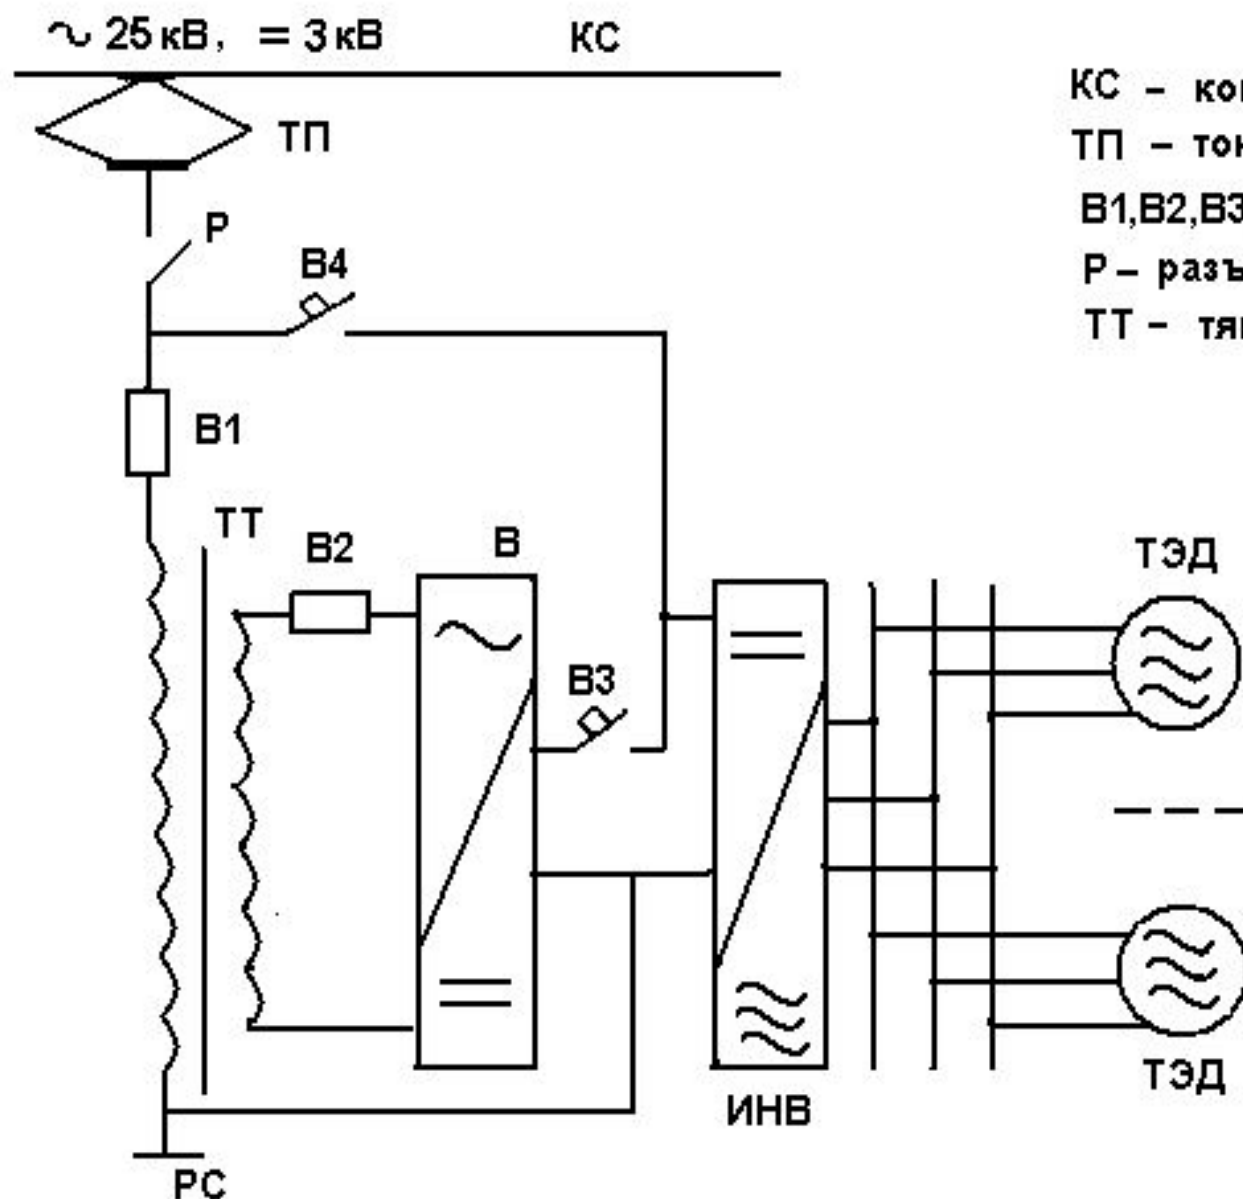 ~ 25 кВ, = 3 кВ КС
ТП
Р
В4
В1
ТТ
В2
В
В3
ИНВ
ТЭД
ТЭД
РС
КС –
ТП –
В1,В2,В3
Р –
ТТ –